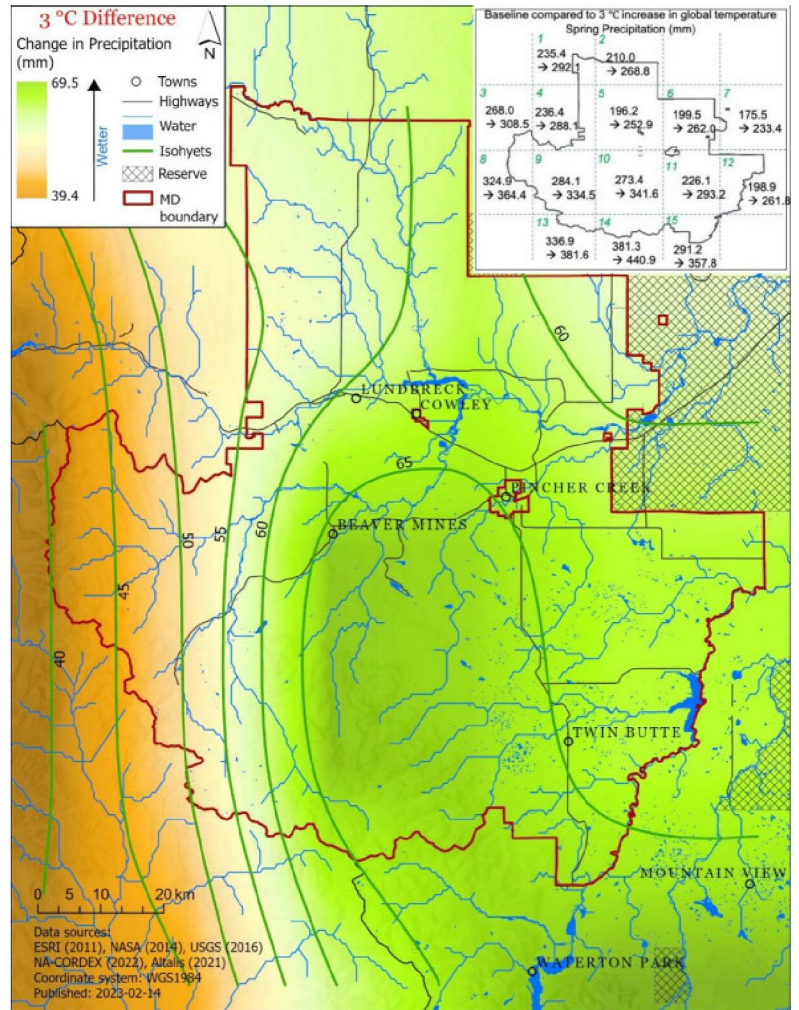 3 °C Difference
Change in Precipitation
(mm)
69.5
Wetter
39.4
N
Towns
Highways
Water
Isohyets
Reserve
MD
boundary
Baseline compared to 3 °C increase in global temperature
Spring Precipitation (mm)
1 2
235.4 210.0
→ 292.1 → 268.8
3 4 5 6 7
268.0 236.4 196.2 199.5 175.5
→ 308.5 → 288.1 → 252.9 → 262.0 → 233.4
8 9 10 11 12
324.9 284.1 273.4 226.1 198.9
→ 364.4 → 334.5 → 341.6 → 293.2 → 261.8
13 14 15
336.9 381.3 291.2
→ 381.6 → 440.9 → 357.8
60
LUNDBRECK
COWLEY
65
PINCHER CREEK
BEAVER MINES
60
55
50
45
40
TWIN BUTTE
MOUNTAIN VIEW
WATERTON PARK
0 5 10 20 km
Data sources:
ESRI (2011), NASA (2014), USGS (2016)
NA-CORDEX (2022), Altalis (2021)
Coordinate system: WGS1984
Published: 2023-02-14